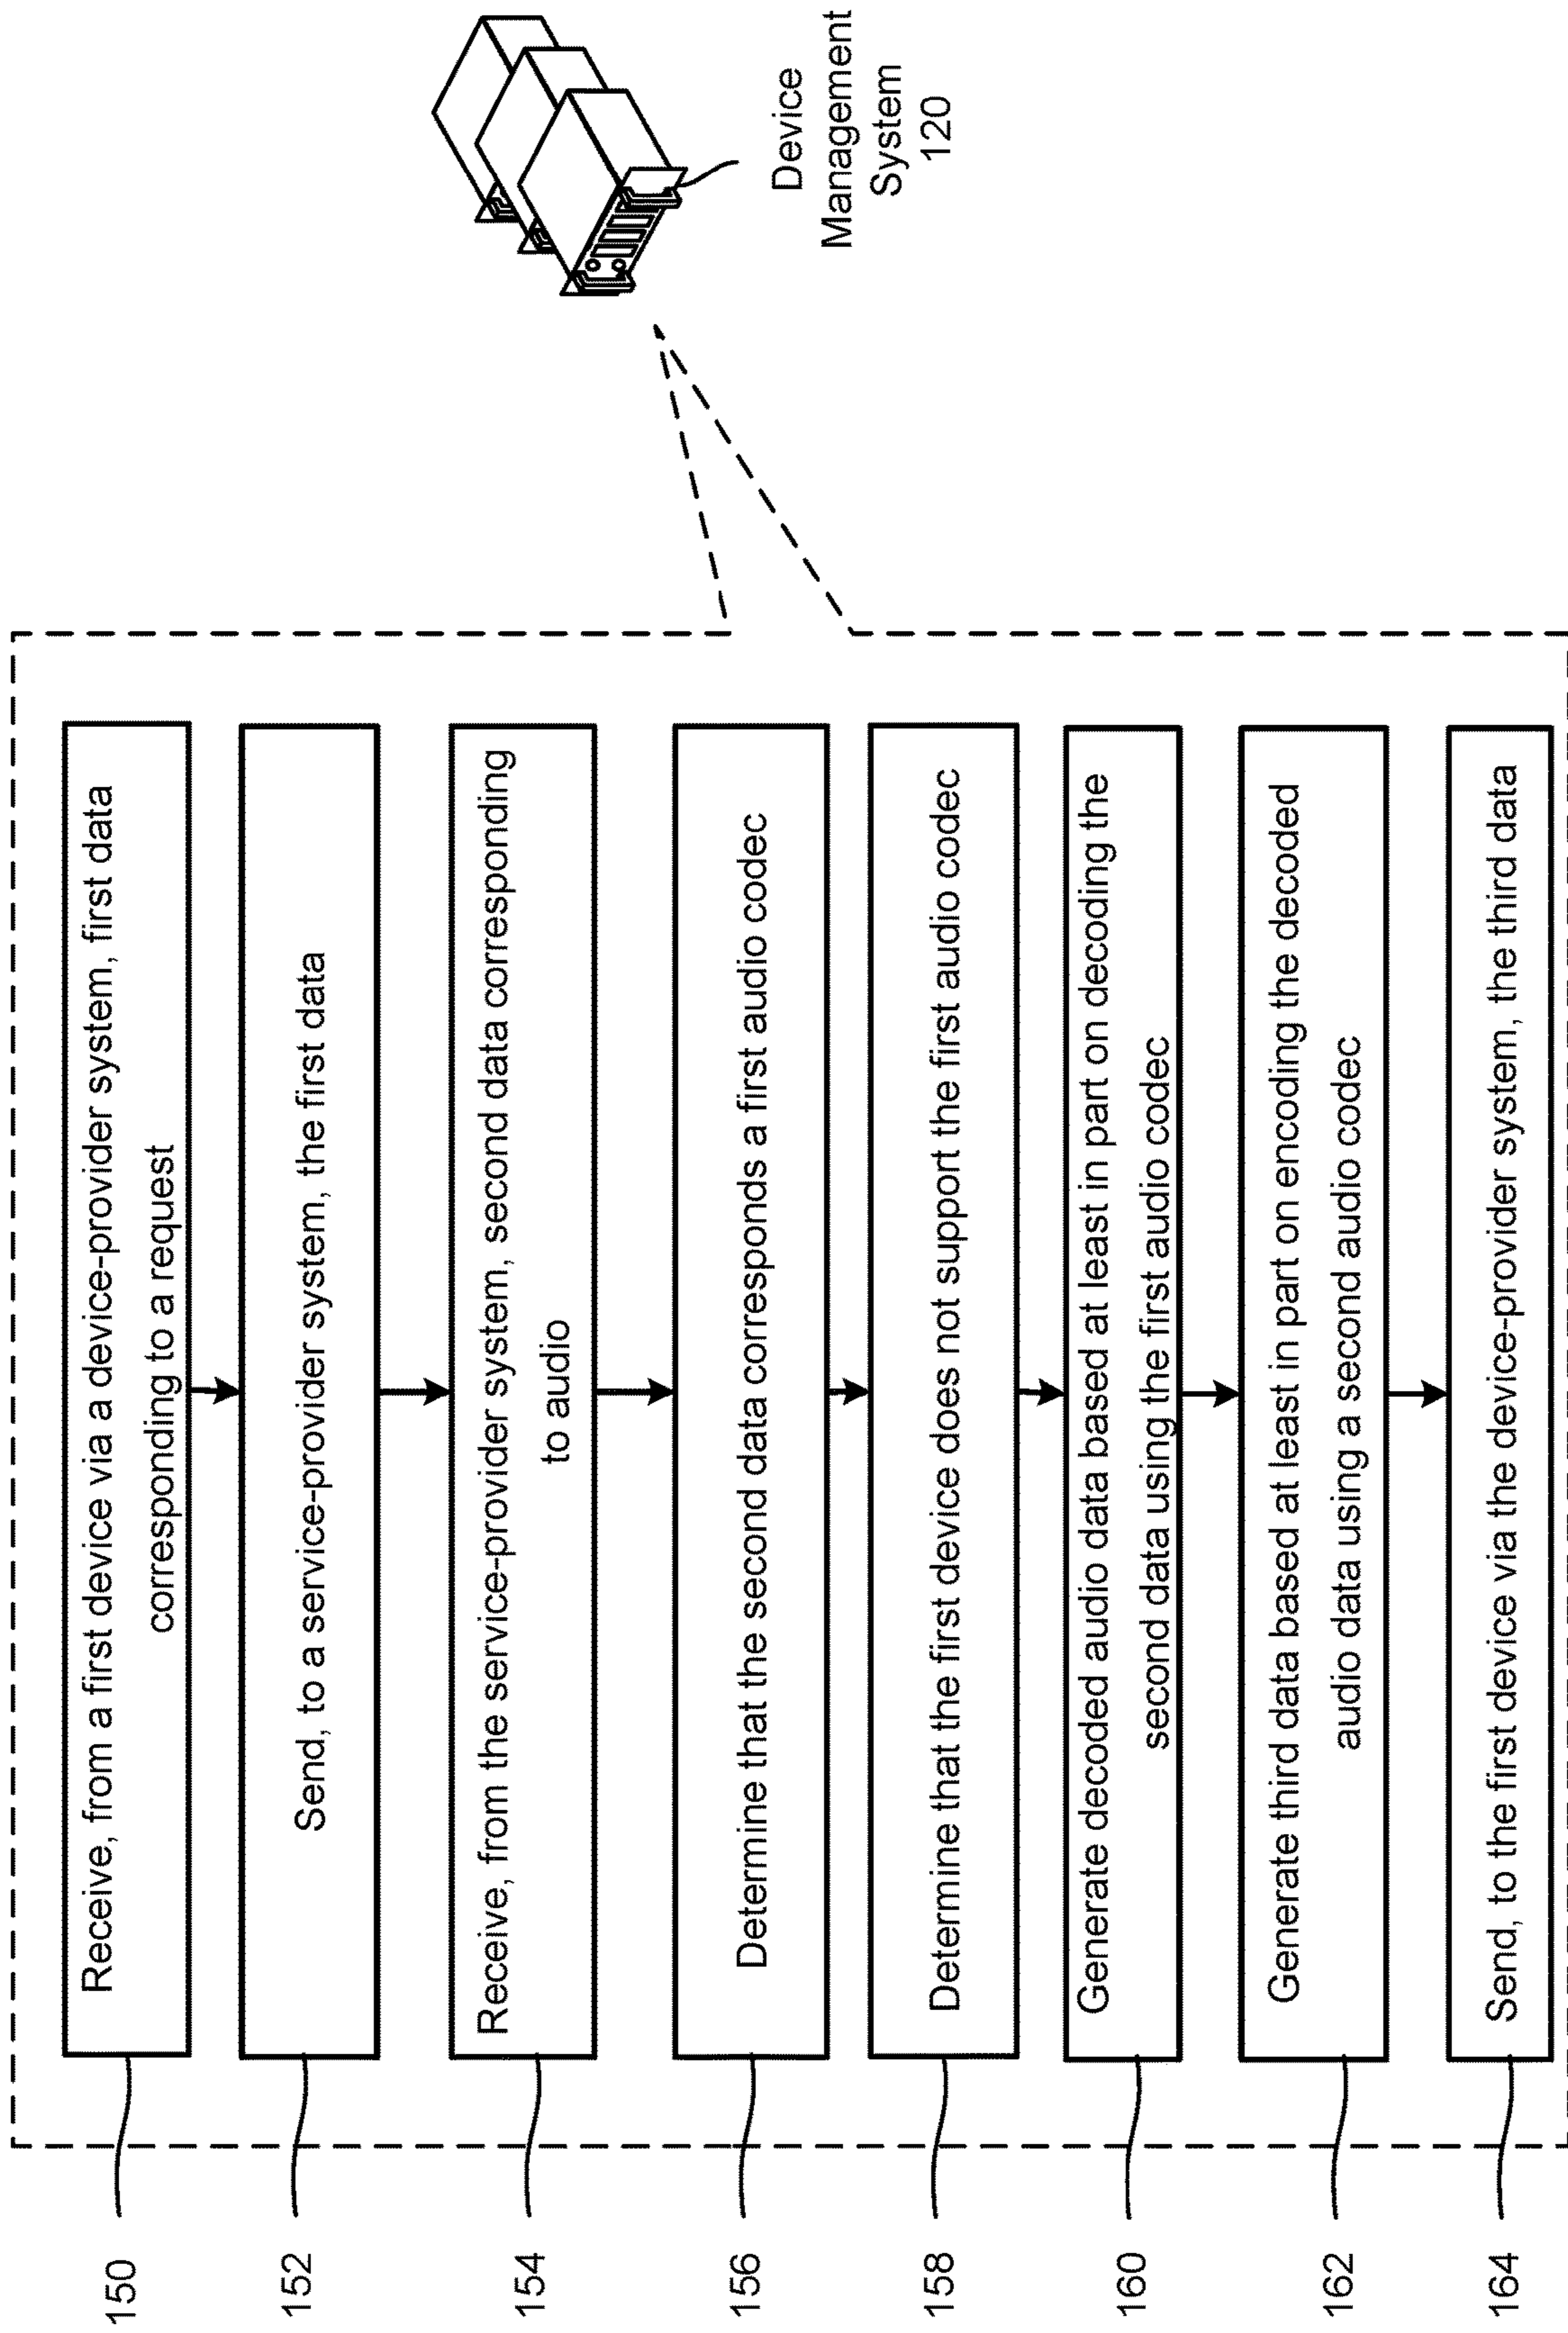 150
Receive, from a first device via a device-provider system, first data
corresponding to a request
152
Send, to a service-provider system, the first data
154
Receive, from the service-provider system, second data corresponding
to audio
156
Determine that the second data corresponds a first audio codec
158
Determine that the first device does not support the first audio codec
160
Generate decoded audio data based at least in part on decoding the
second data using the first audio codec
162
Generate third data based at least in part on encoding the decoded
audio data using a second audio codec
164
Send, to the first device via the device-provider system, the third data
Device
Management
System
120